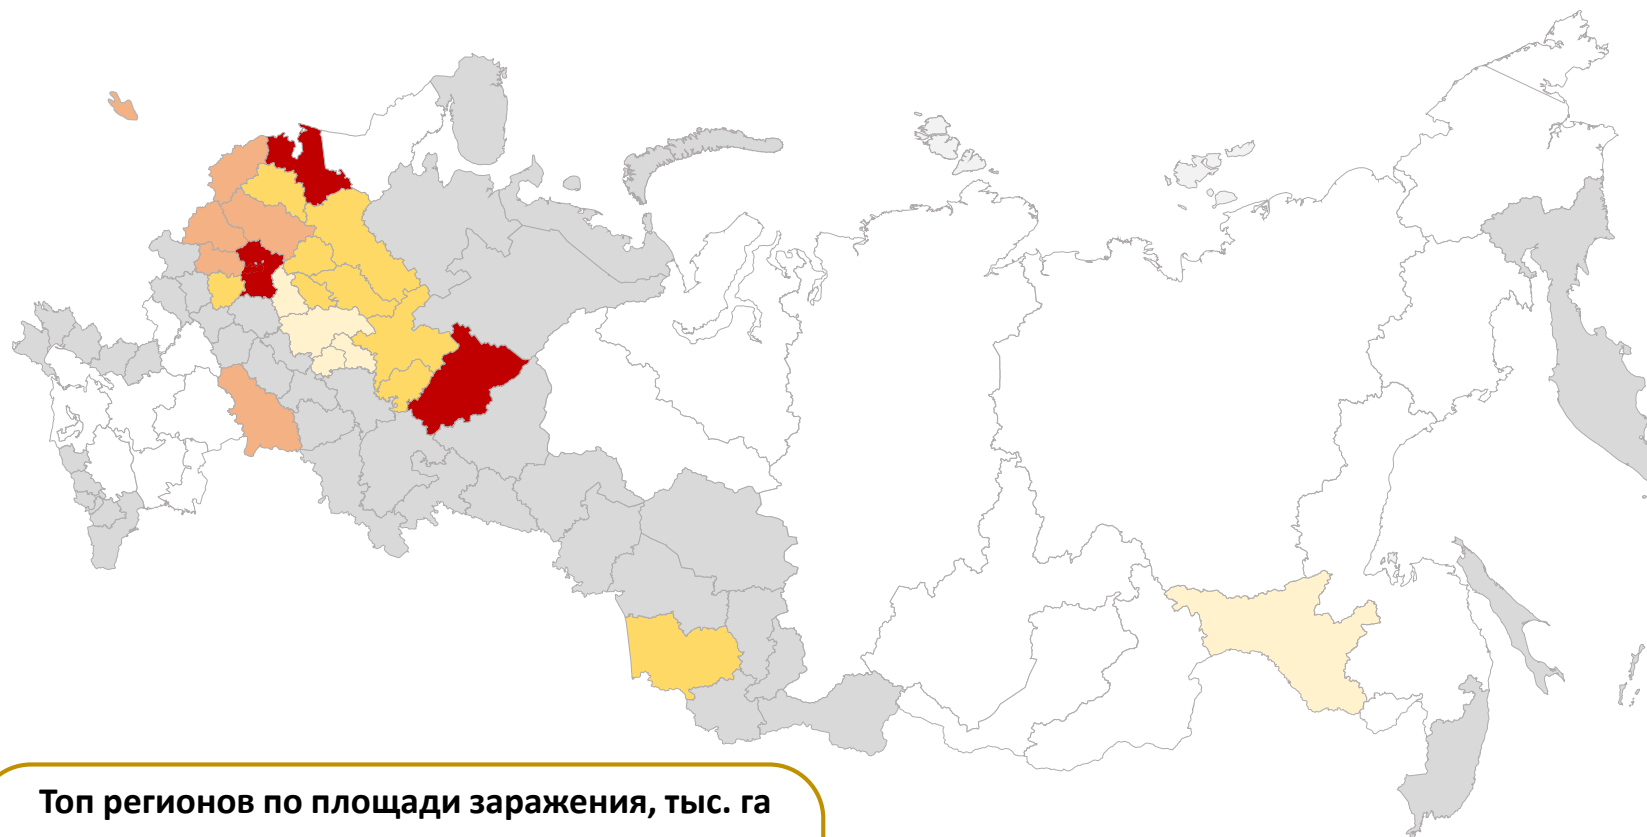 Топ регионов по площади заражения, тыс. га